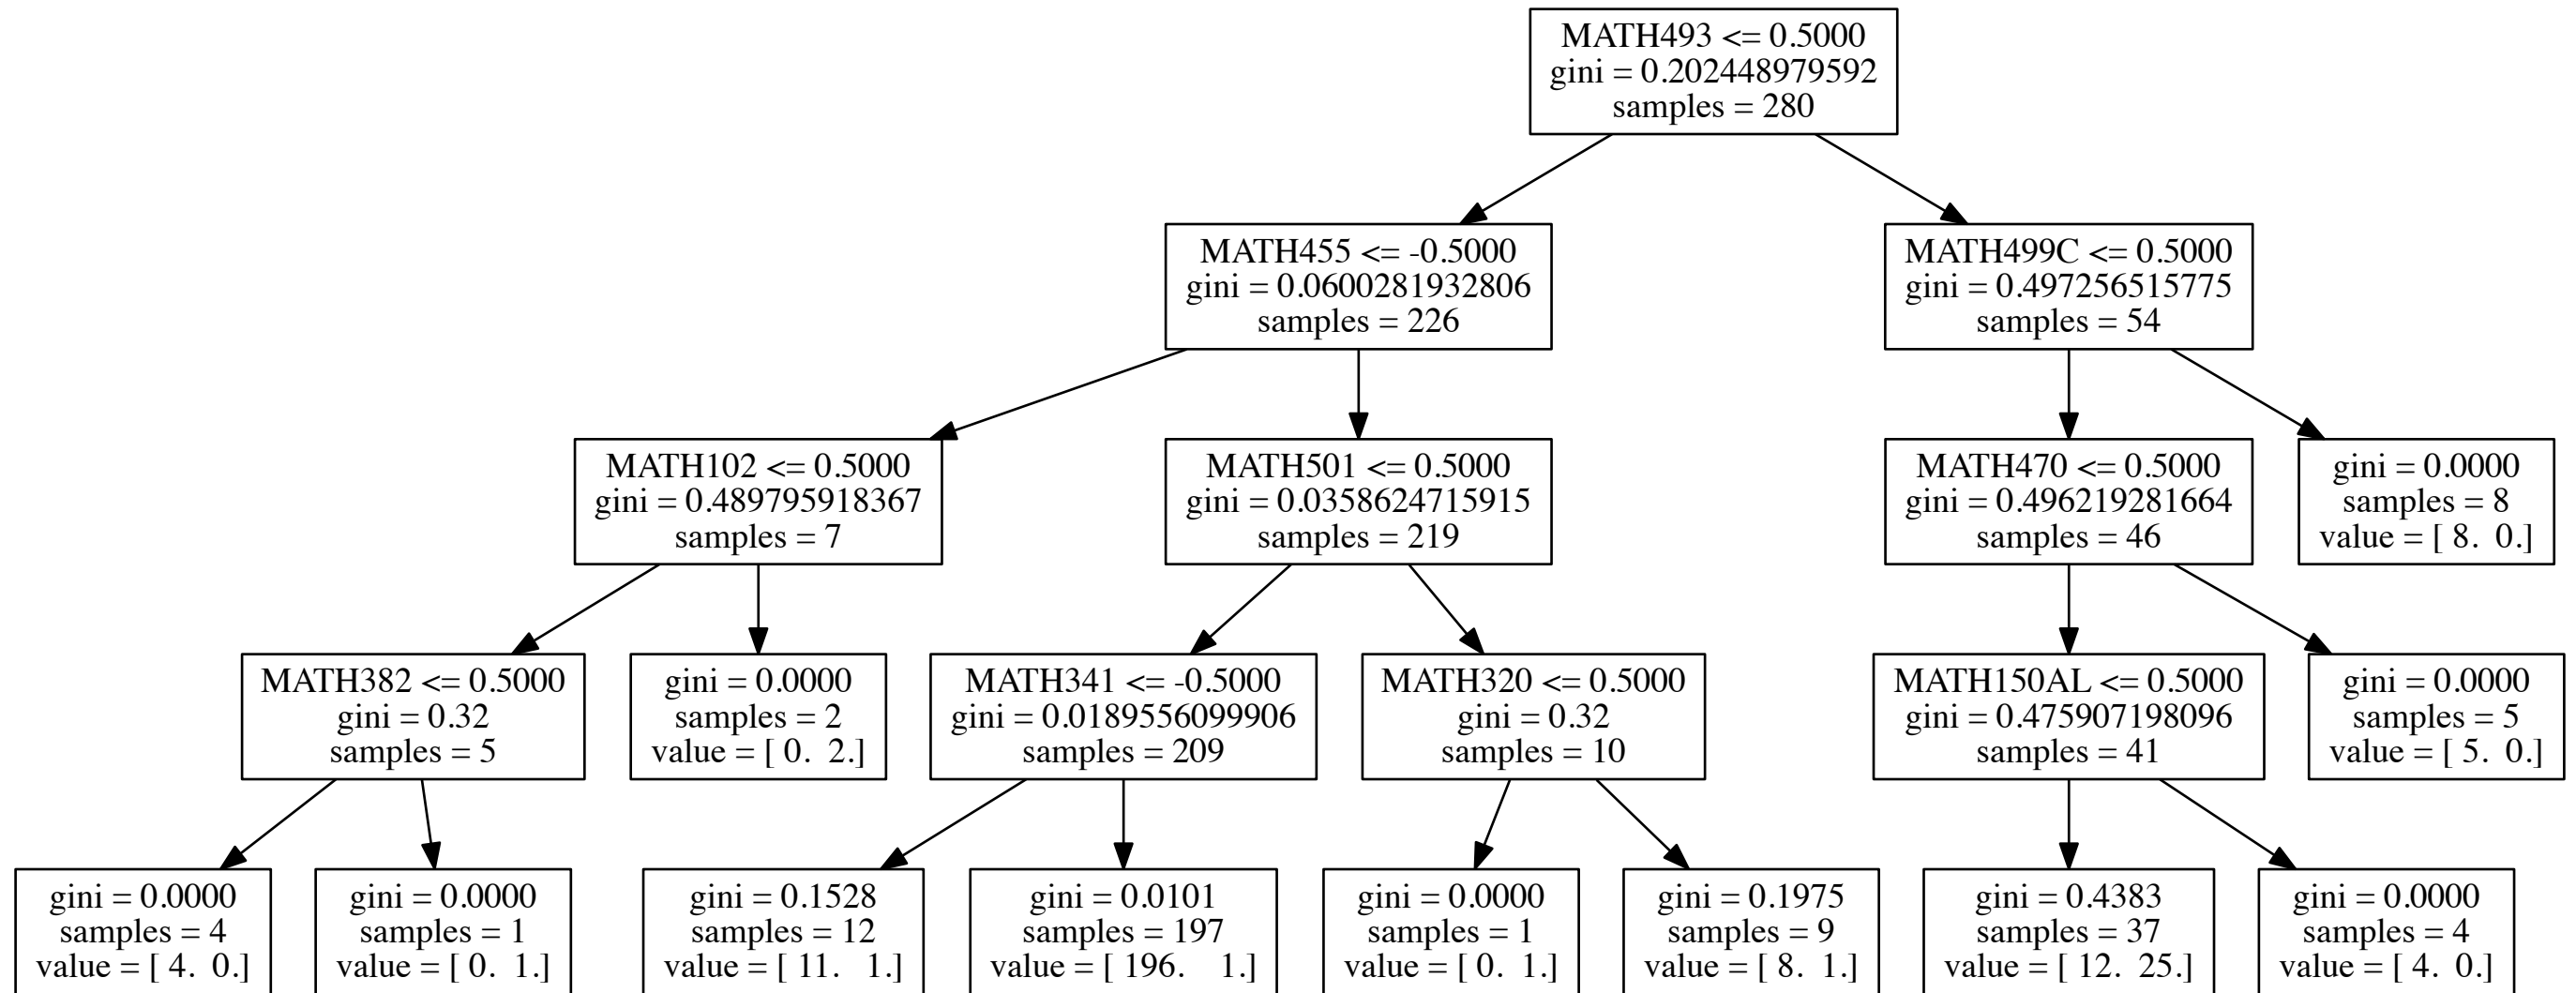 MATH493 <= 0.5000
gini = 0.202448979592
samples = 280
MATH455 <= -0.5000
gini = 0.0600281932806
samples = 226
MATH499C <= 0.5000
gini = 0.497256515775
samples = 54
MATH102 <= 0.5000
gini = 0.489795918367
samples = 7
MATH501 <= 0.5000
gini = 0.0358624715915
samples = 219
MATH470 <= 0.5000
gini = 0.496219281664
samples = 46
gini = 0.0000
samples = 8
value = [ 8.  0.]
MATH382 <= 0.5000
gini = 0.32
samples = 5
gini = 0.0000
samples = 2
value = [ 0.  2.]
MATH341 <= -0.5000
gini = 0.0189556099906
samples = 209
MATH320 <= 0.5000
gini = 0.32
samples = 10
MATH150AL <= 0.5000
gini = 0.475907198096
samples = 41
gini = 0.0000
samples = 5
value = [ 5.  0.]
gini = 0.0000
samples = 4
value = [ 4.  0.]
gini = 0.0000
samples = 1
value = [ 0.  1.]
gini = 0.1528
samples = 12
value = [ 11.   1.]
gini = 0.0101
samples = 197
value = [ 196.    1.]
gini = 0.0000
samples = 1
value = [ 0.  1.]
gini = 0.1975
samples = 9
value = [ 8.  1.]
gini = 0.4383
samples = 37
value = [ 12.  25.]
gini = 0.0000
samples = 4
value = [ 4.  0.]